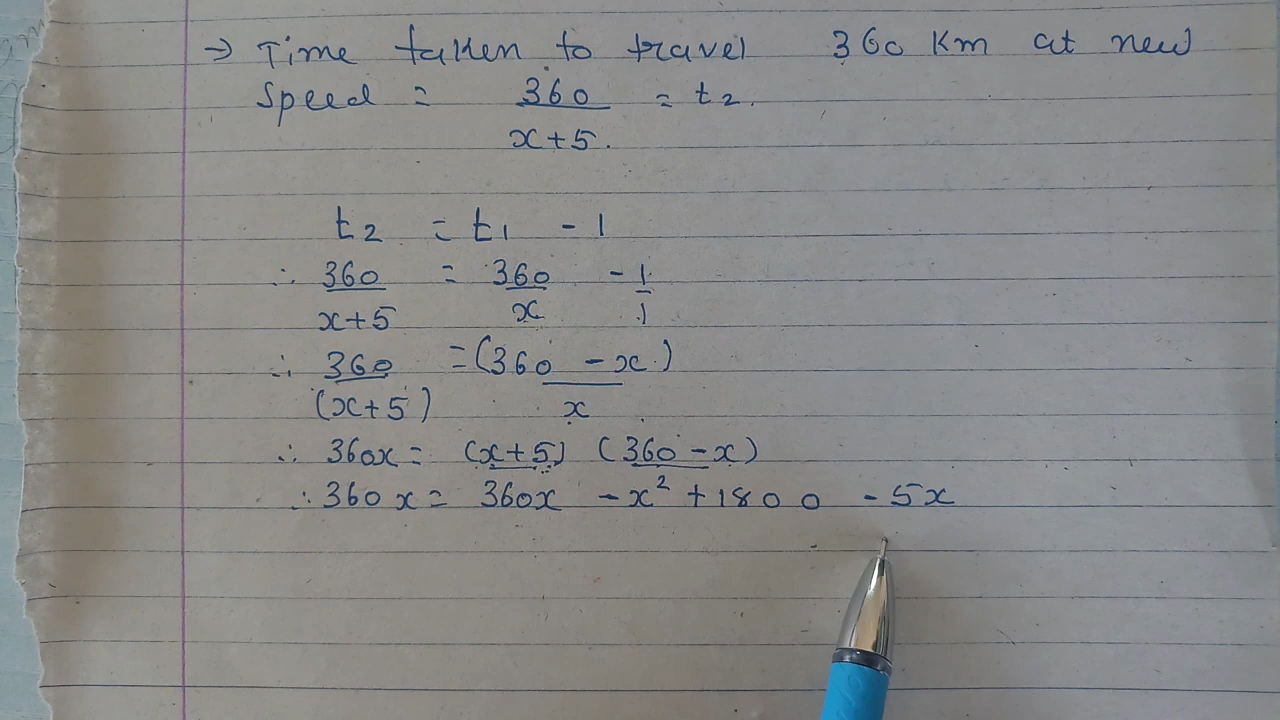 → Time taken to travel 360 Km at new
Speed = 360/x+5. = t2.
t2 = t1 - 1
∴ 360/x+5 = 360/x - 1/1
∴ 360/(x+5) = (360 - x)/x
∴ 360x = (x+5) (360 - x)
∴ 360x = 360x - x² + 1800 - 5x